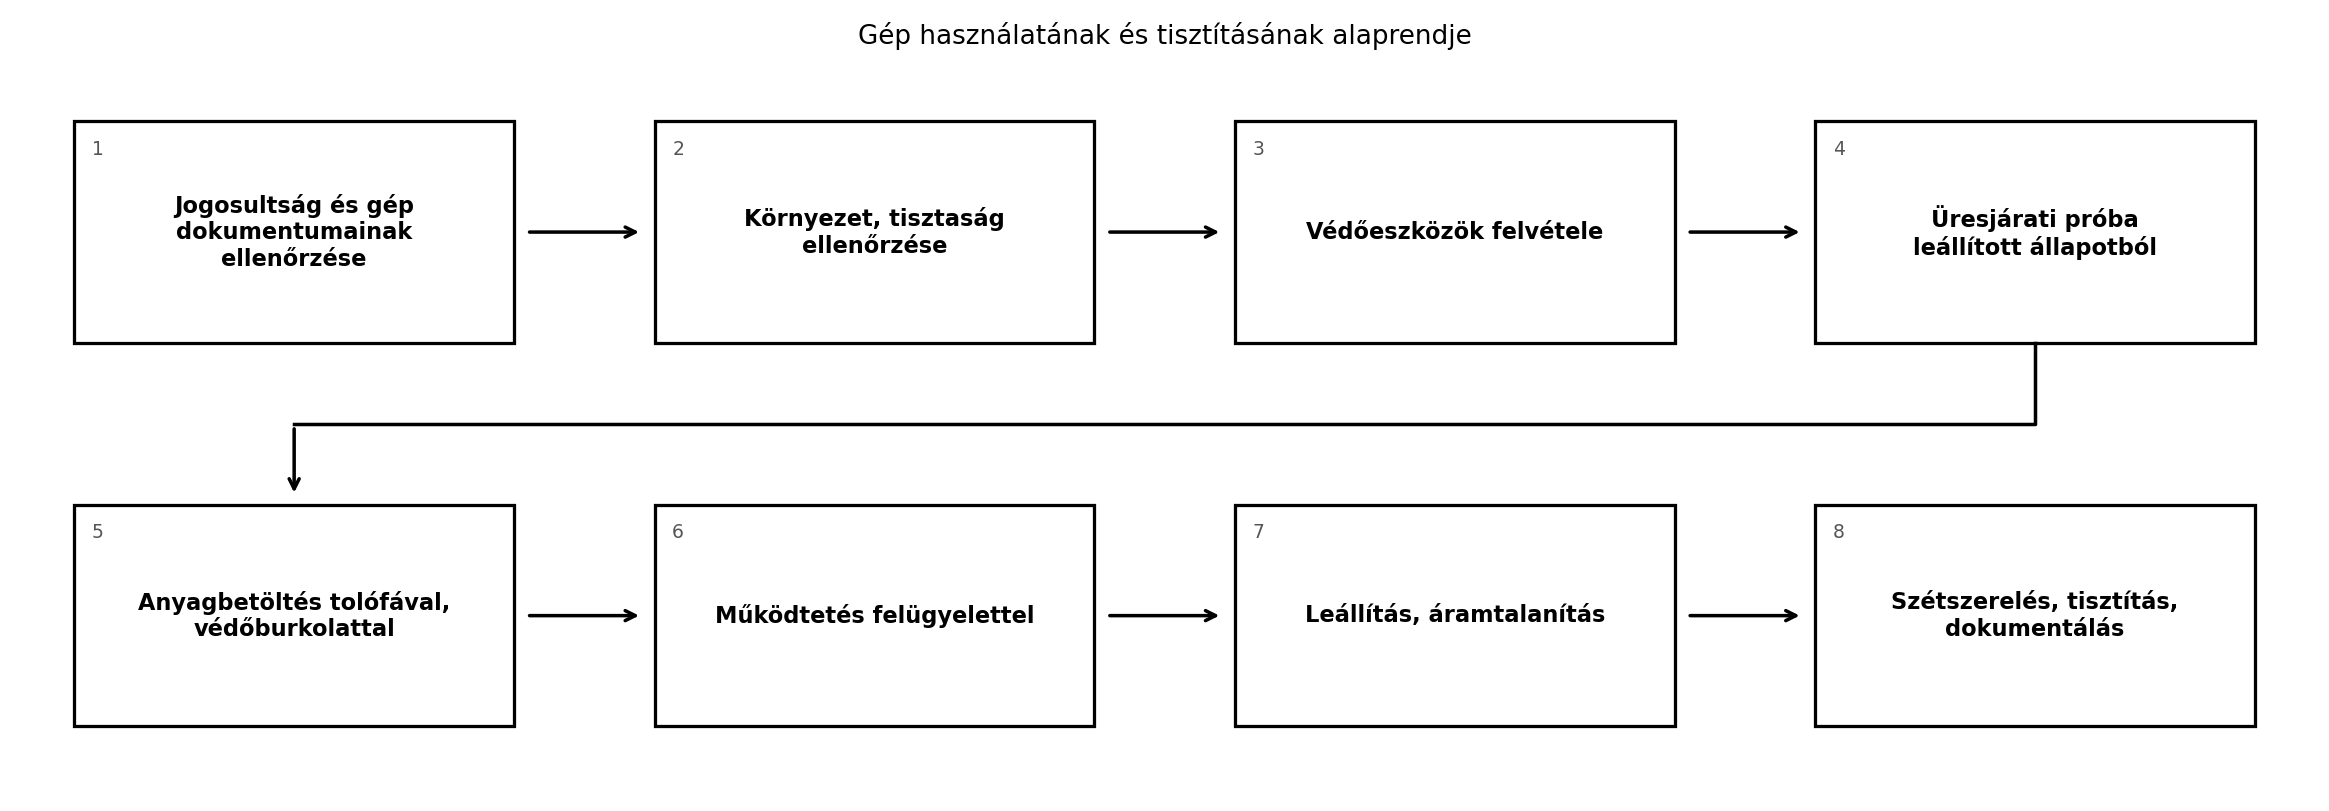 Gép használatának és tisztításának alaprendje
1
Jogosultság és gép
dokumentumainak
ellenőrzése
2
Környezet, tisztaság
ellenőrzése
3
Védőeszközök felvétele
4
Üresjárati próba
leállított állapotból
5
Anyagbetöltés tolófával,
védőburkolattal
6
Működtetés felügyelettel
7
Leállítás, áramtalanítás
8
Szétszerelés, tisztítás,
dokumentálás